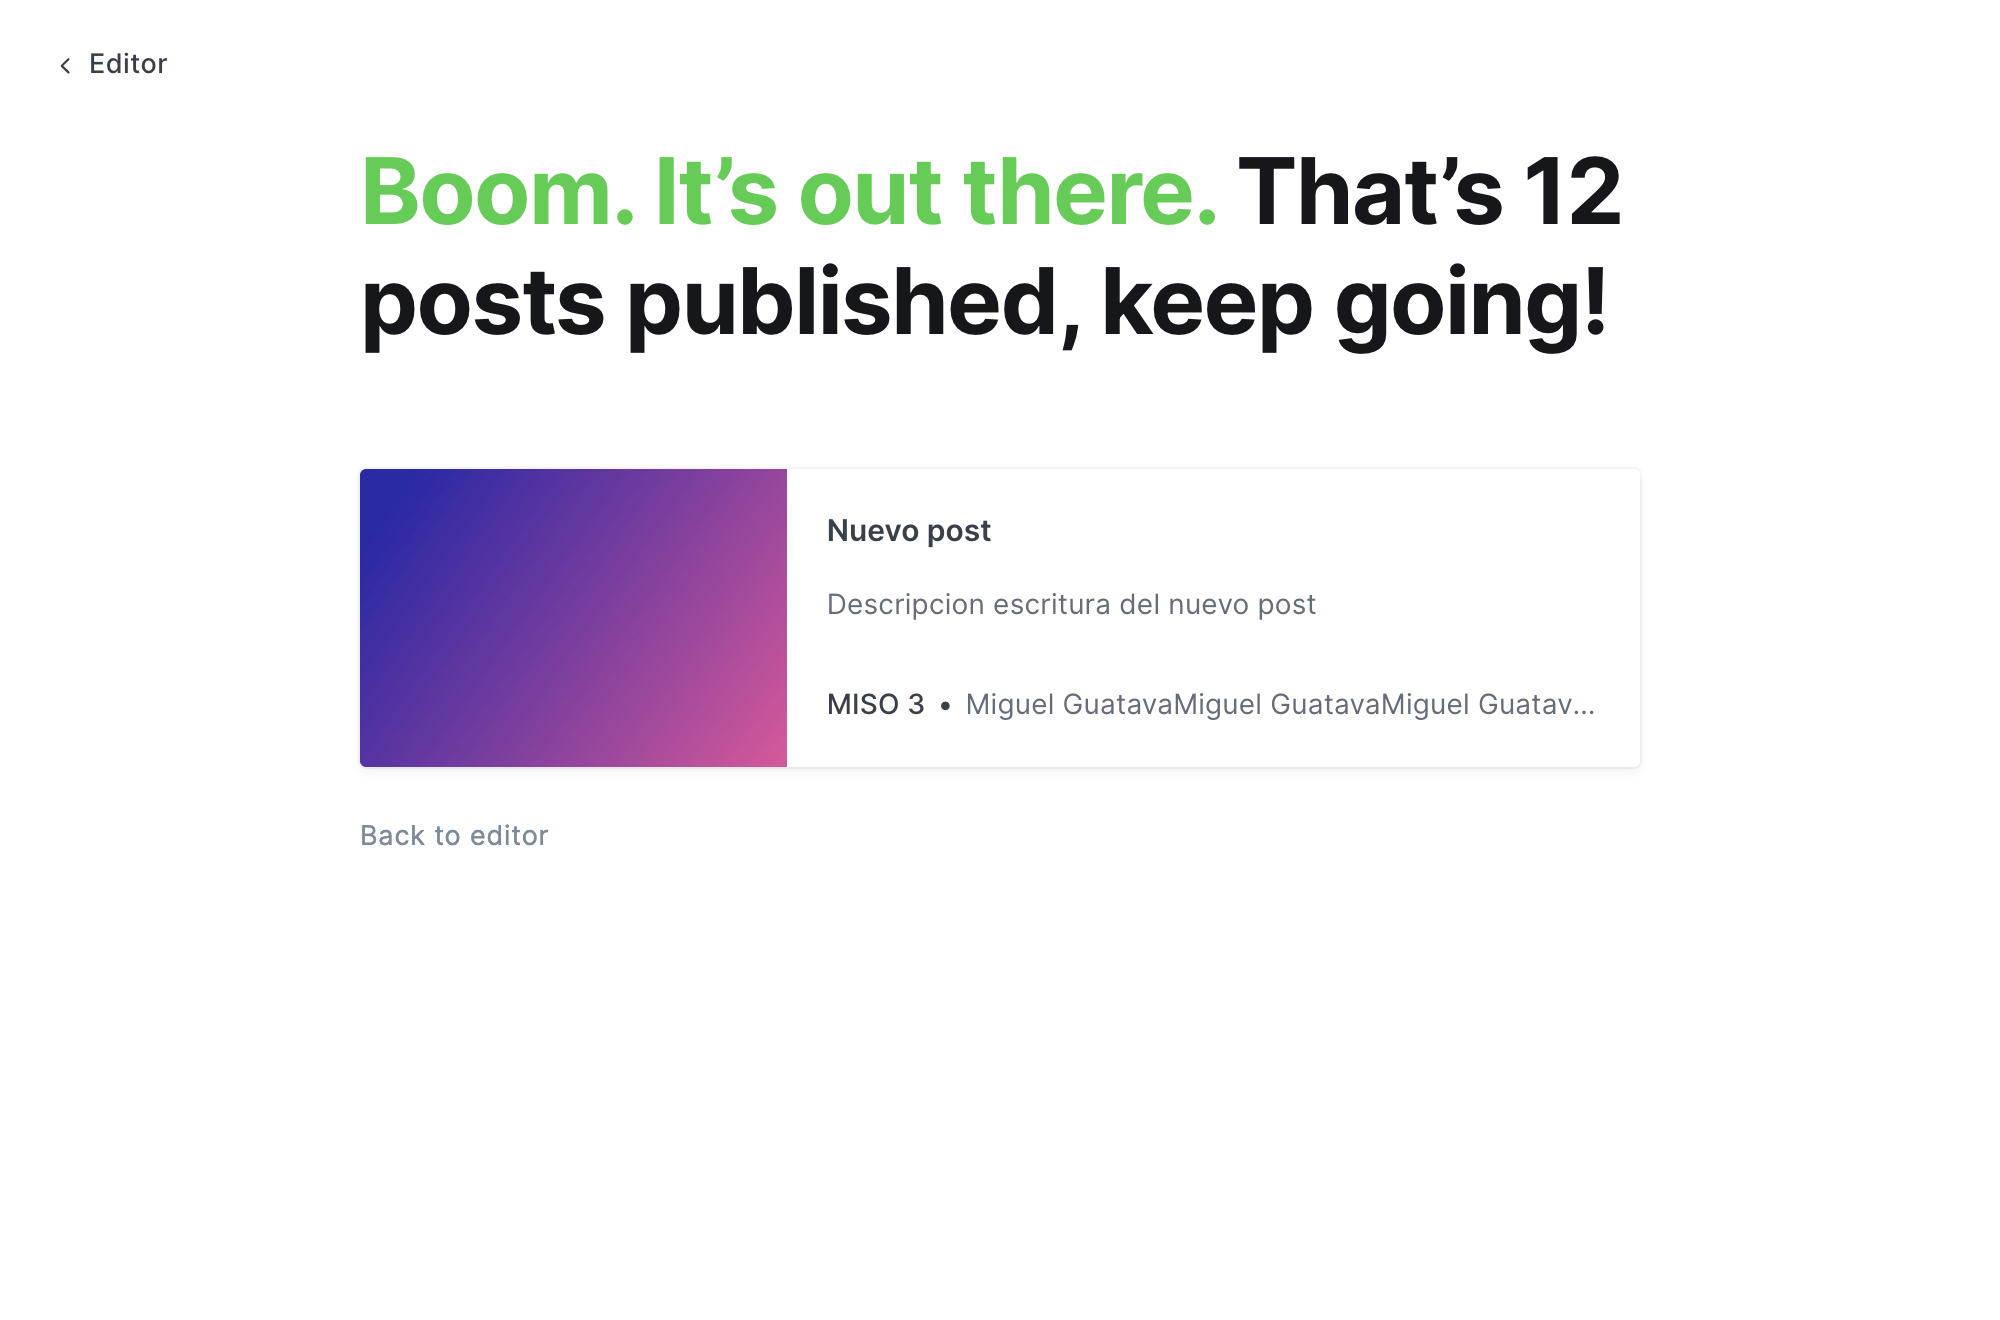 Editor
Boom. It’s out there. That’s 12
posts published, keep going!
Nuevo post
Descripcion escritura del nuevo post
MISO 3 • Miguel GuatavaMiguel GuatavaMiguel Guatav...
Back to editor